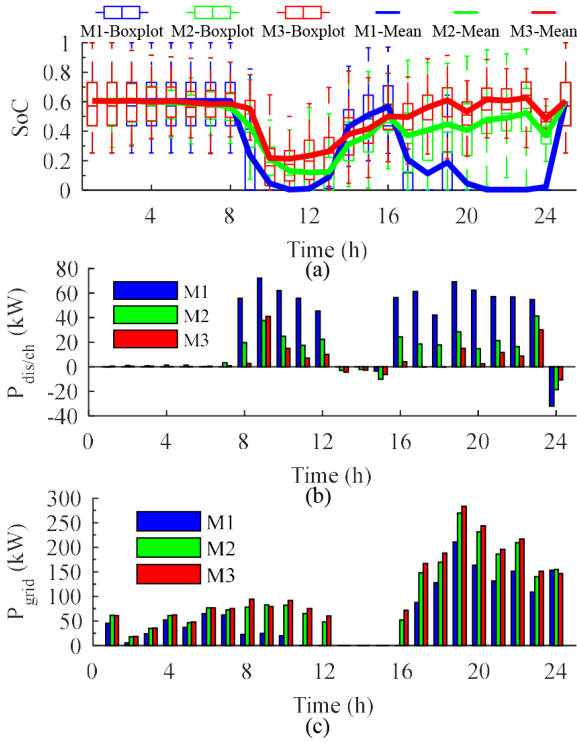 M1-Boxplot M2-Boxplot M3-Boxplot M1-Mean M2-Mean M3-Mean
1
0.8
0.6
0.4
0.2
0
SoC
4 8 12 16 20 24
Time (h)
(a)
80
60
40
20
0
-20
-40
P dis/ch (kW)
M1
M2
M3
0 4 8 12 16 20 24
Time (h)
(b)
300
250
200
150
100
50
0
P grid (kW)
M1
M2
M3
0 4 8 12 16 20 24
Time (h)
(c)